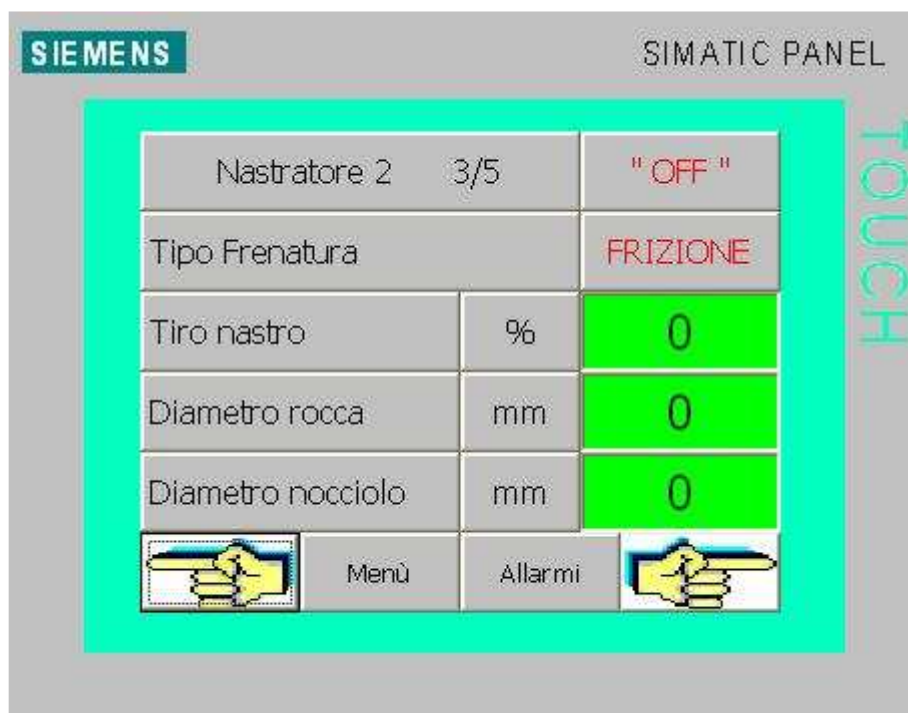 SIEMENS
SIMATIC PANEL
TOUCH
Nastratore 2 3/5 " OFF "
Tipo Frenatura FRIZIONE
Tiro nastro % 0
Diametro rocca mm 0
Diametro nocciolo mm 0
Menù Allarmi